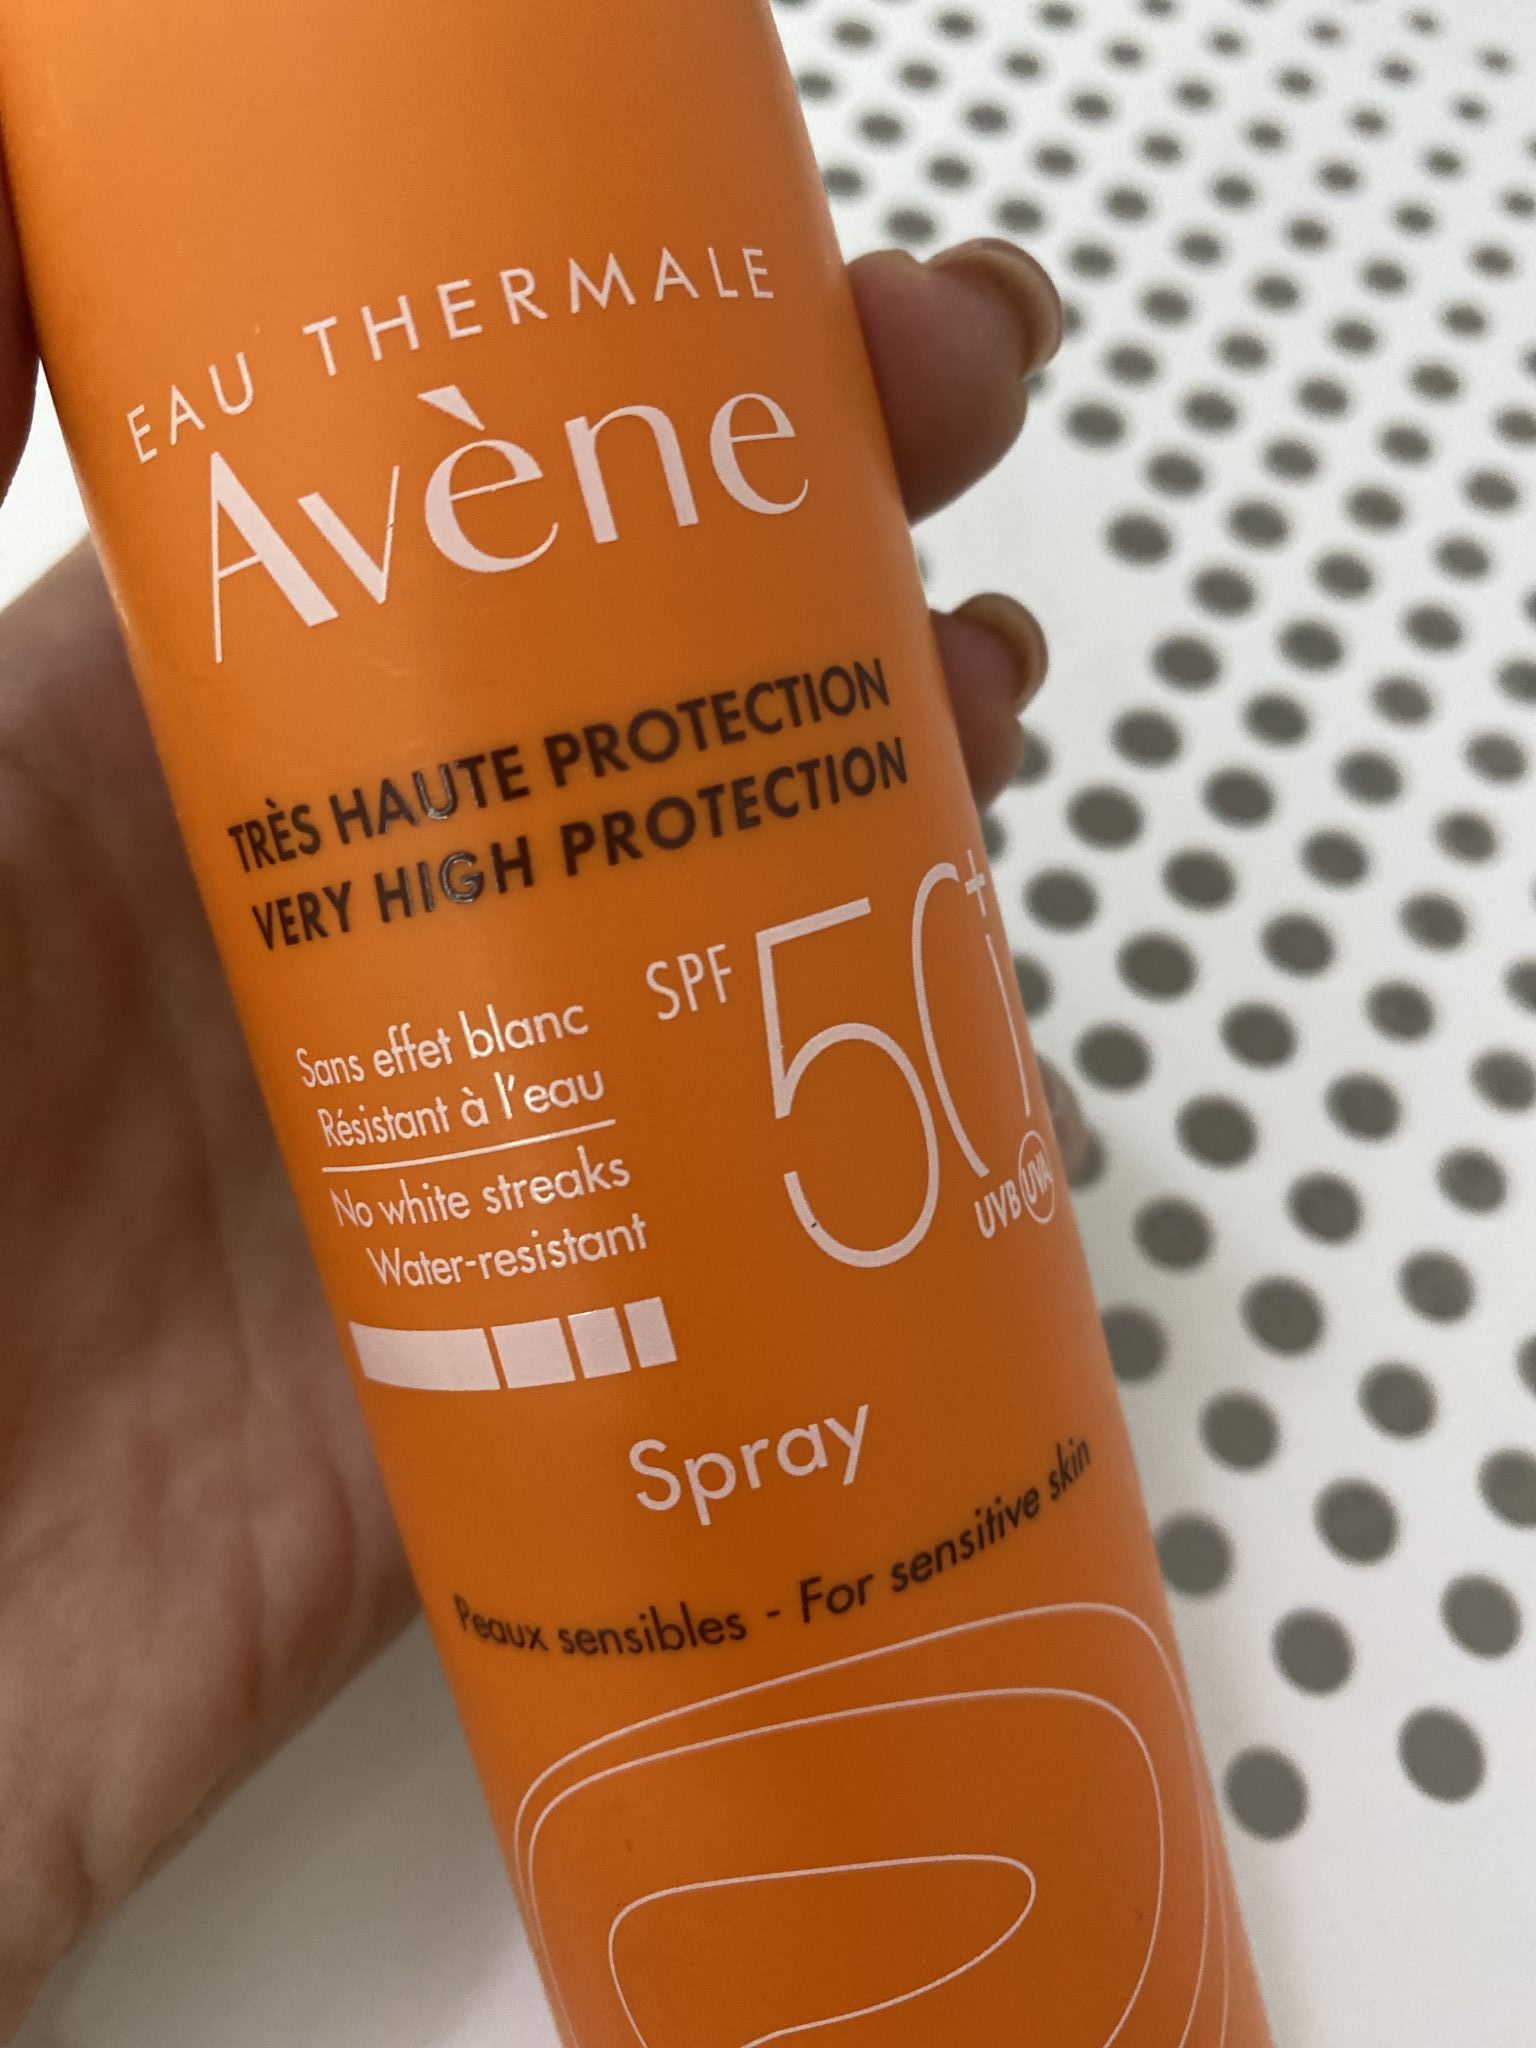 EAU THERMALE
Avène
TRÈS HAUTE PROTECTION
VERY HIGH PROTECTION
SPF 50+
Sans effet blanc
Résistant à l'eau
No white streaks
Water-resistant
UVB UVA
Spray
Peaux sensibles - For sensitive skin